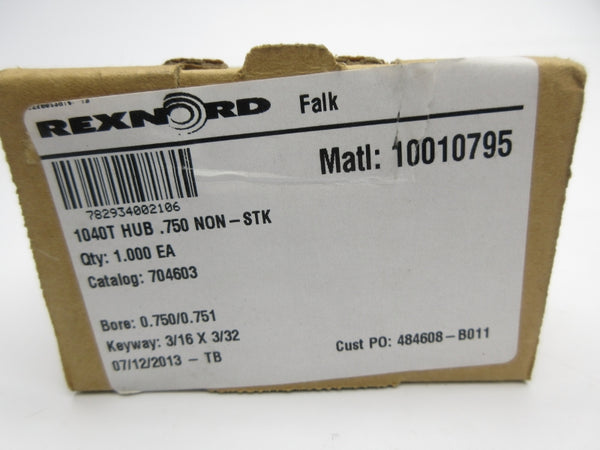 REXNORD Falk
Matl: 10010795
782934002106
1040T HUB .750 NON-STK
Qty: 1.000 EA
Catalog: 704603
Bore: 0.750/0.751
Keyway: 3/16 X 3/32
Cust PO: 484608-B011
07/12/2013 - TB